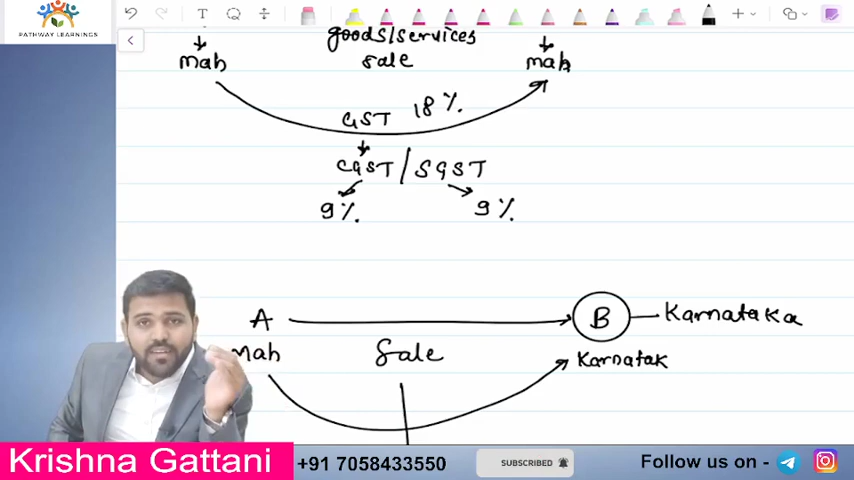 PATHWAY LEARNINGS
T
goods/services
mah sale mah
GST 18%
CGST/SGST
9% 9%
A B Karnataka
mah Sale Karnatak
Krishna Gattani +91 7058433550 SUBSCRIBED Follow us on -